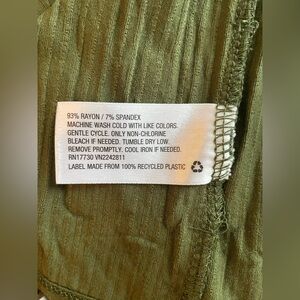 93% RAYON / 7% SPANDEX
MACHINE WASH COLD WITH LIKE COLORS.
GENTLE CYCLE. ONLY NON-CHLORINE
BLEACH IF NEEDED. TUMBLE DRY LOW.
REMOVE PROMPTLY. COOL IRON IF NEEDED.
RN17730 VN2242811
LABEL MADE FROM 100% RECYCLED PLASTIC